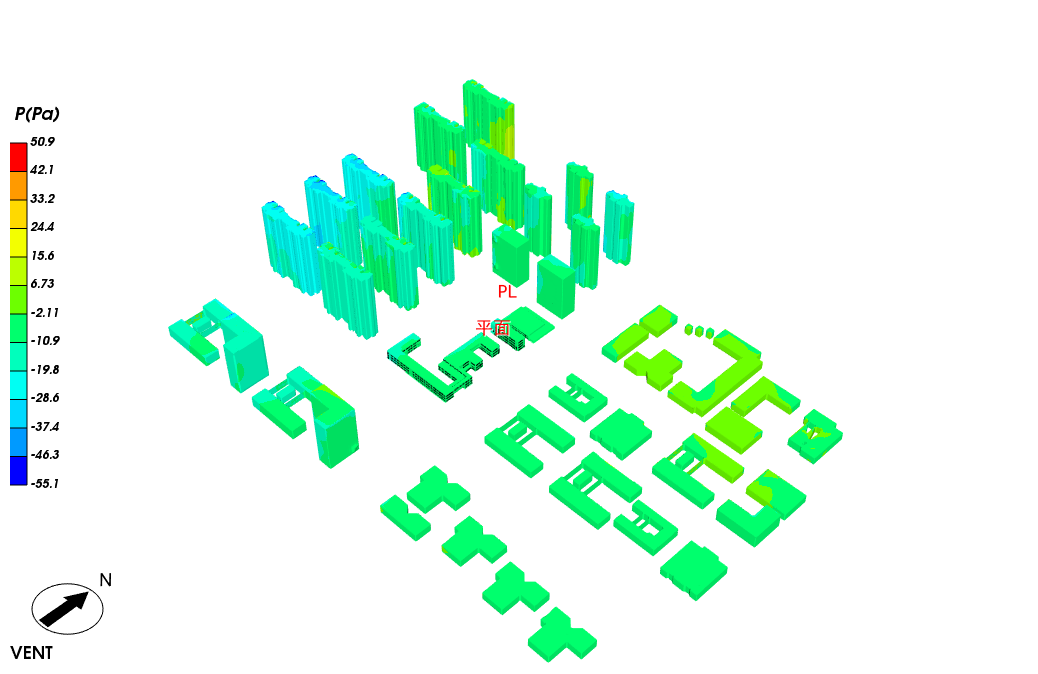 P(Pa)
50.9
42.1
33.2
24.4
15.6
6.73
-2.11
-10.9
-19.8
-28.6
-37.4
-46.3
-55.1
PL
平面
N
VENT